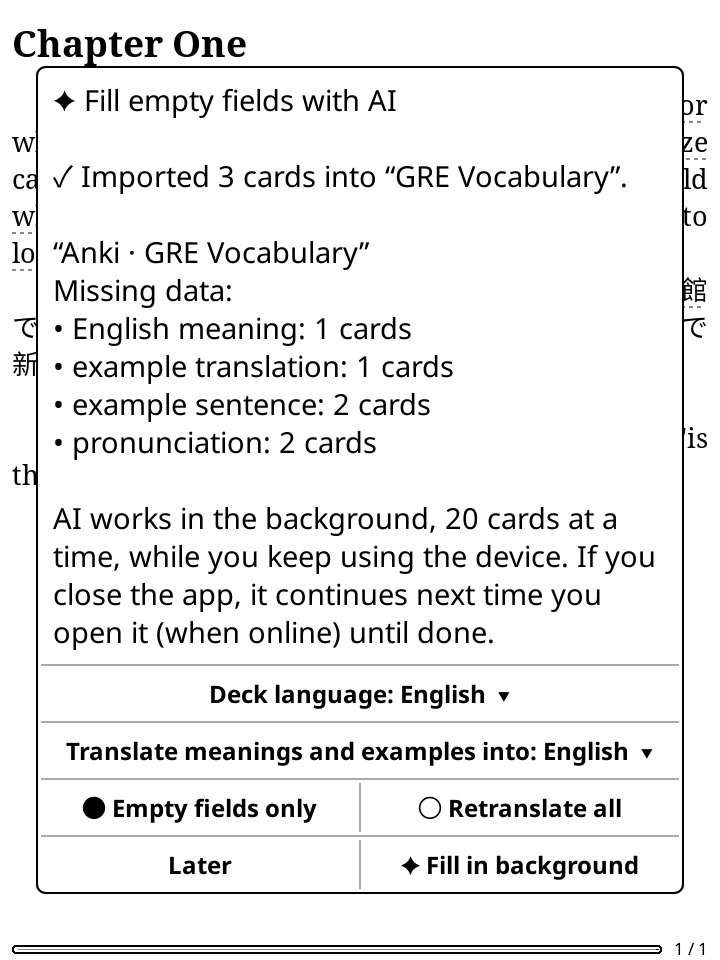 Chapter One
✦ Fill empty fields with AI
✓ Imported 3 cards into “GRE Vocabulary”.
“Anki · GRE Vocabulary”
Missing data:
• English meaning: 1 cards
• example translation: 1 cards
• example sentence: 2 cards
• pronunciation: 2 cards
AI works in the background, 20 cards at a
time, while you keep using the device. If you
close the app, it continues next time you
open it (when online) until done.
Deck language: English ▾
Translate meanings and examples into: English ▾
● Empty fields only ○ Retranslate all
Later ✦ Fill in background
1 / 1